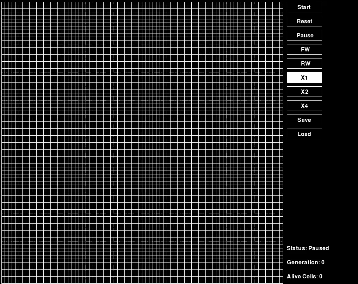 Start
Reset
Pause
FW
RW
X1
X2
X4
Save
Load
Status: Paused
Generation: 0
Alive Cells: 0